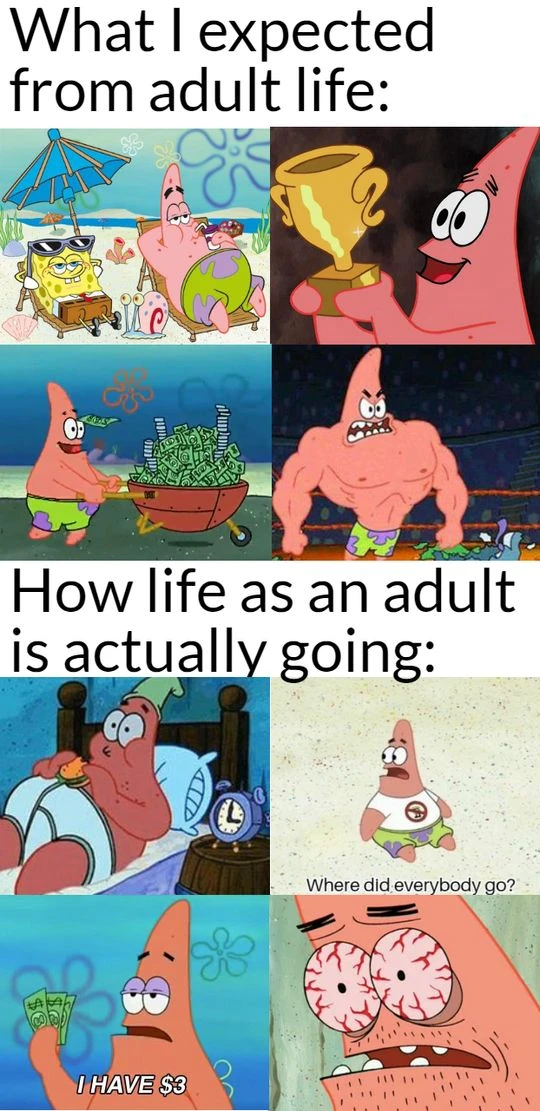 What I expected
from adult life:
How life as an adult
is actually going:
Where did everybody go?
I HAVE $3